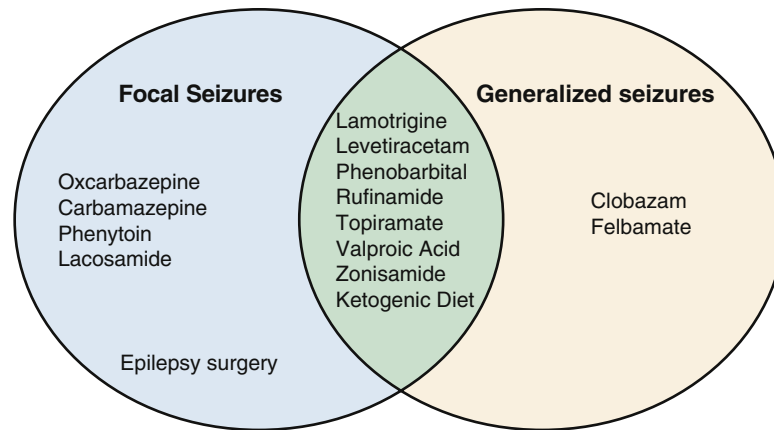 Focal Seizures
Oxcarbazepine
Carbamazepine
Phenytoin
Lacosamide
Epilepsy surgery
Lamotrigine
Levetiracetam
Phenobarbital
Rufinamide
Topiramate
Valproic Acid
Zonisamide
Ketogenic Diet
Generalized seizures
Clobazam
Felbamate